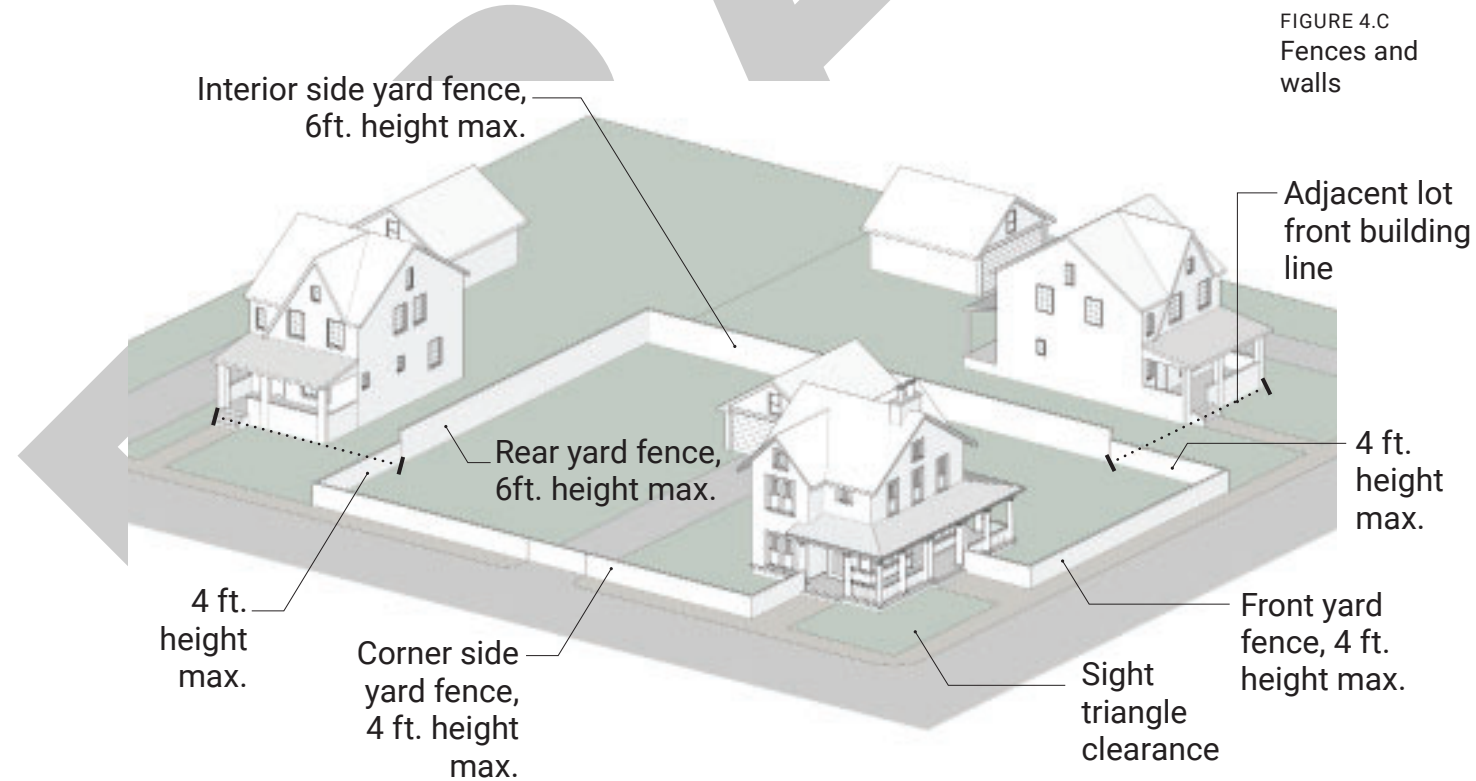 FIGURE 4.C
Fences and
walls
Interior side yard fence,
6ft. height max.
Adjacent lot
front building
line
Rear yard fence,
6ft. height max.
4 ft.
height
max.
4 ft.
height
max.
Corner side
yard fence,
4 ft. height
max.
Front yard
fence, 4 ft.
height max.
Sight
triangle
clearance